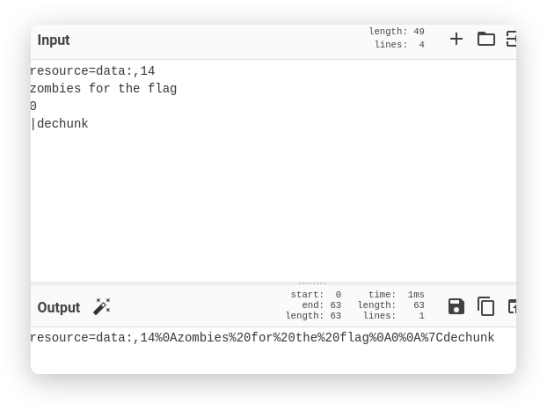 Input
length: 49
lines: 4
resource=data:,14
zombies for the flag
0
|dechunk
Output
start: 0
end: 63
length: 63
time: 1ms
length: 63
lines: 1
resource=data:,14%0Azombies%20for%20the%20flag%0A0%0A%7Cdechunk